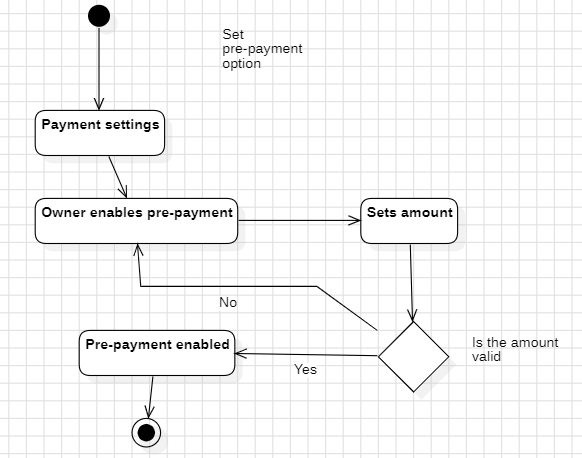 Set
pre-payment
option
Payment settings
Owner enables pre-payment
Sets amount
No
Pre-payment enabled
Yes
Is the amount
valid